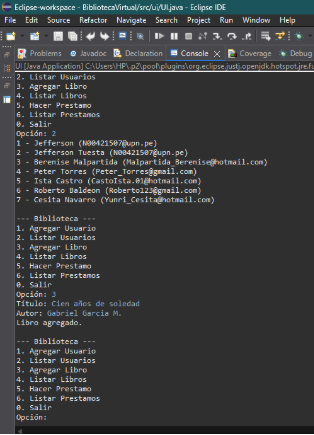 Eclipse-workspace - BibliotecaVirtual/src/ui/UI.java - Eclipse IDE
Edit Source Refactor Navigate Search Project Run Window Help
Problems Javadoc Declaration Console Coverage Debug
UI [Java Application] C:\Users\HP\.p2\pool\plugins\org.eclipse.justj.openjdk.hotspot.jre.fu
2. Listar Usuarios
3. Agregar Libro
4. Listar Libros
5. Hacer Prestamo
6. Listar Prestamos
0. Salir
Opción: 2
1 - Jefferson (N00421507@upn.pe)
2 - Jefferson Tuesta (N00421507@upn.pe)
3 - Berenise Malpartida (Malpartida_Berenise@hotmail.com)
4 - Peter Torres (Peter_Torres@gmail.com)
5 - Ista Castro (CastoIsta.01@hotmail.com)
6 - Roberto Baldeon (Roberto123@gmail.com)
7 - Cesita Navarro (Yunri_Cesita@hotmail.com)
--- Biblioteca ---
1. Agregar Usuario
2. Listar Usuarios
3. Agregar Libro
4. Listar Libros
5. Hacer Prestamo
6. Listar Prestamos
0. Salir
Opción: 3
Título: Cien años de soledad
Autor: Gabriel Garcia M.
Libro agregado.
--- Biblioteca ---
1. Agregar Usuario
2. Listar Usuarios
3. Agregar Libro
4. Listar Libros
5. Hacer Prestamo
6. Listar Prestamos
0. Salir
Opción: